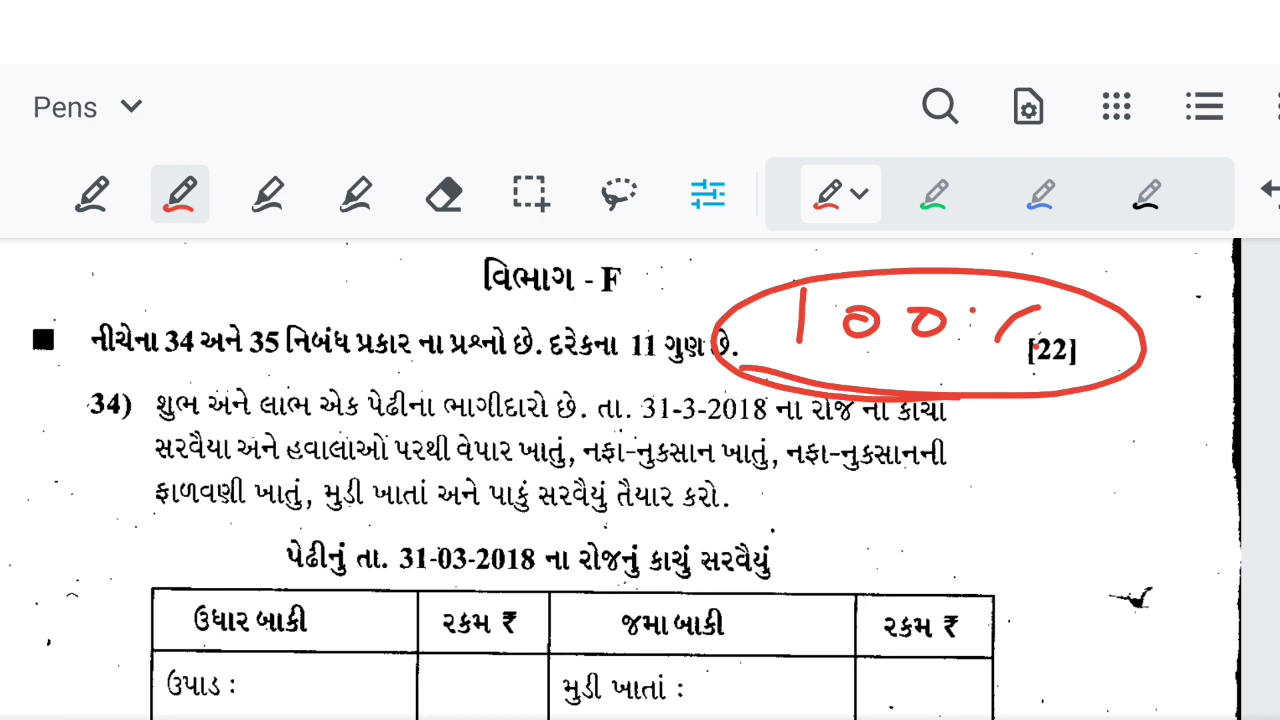 Pens
વિભાગ - F
નીચેના 34 અને 35 નિબંધ પ્રકાર ના પ્રશ્નો છે. દરેકના 11 ગુણ છે. [22]
100%
34) શુભ અને લાભ એક પેઢીના ભાગીદારો છે. તા. 31-3-2018 ના રોજ ના કાચા
સરવૈયા અને હવાલાઓ પરથી વેપાર ખાતું, નફા-નુકસાન ખાતું, નફા-નુકસાનની
ફાળવણી ખાતું, મુડી ખાતાં અને પાકું સરવૈયું તૈયાર કરો.
પેઢીનું તા. 31-03-2018 ના રોજનું કાચું સરવૈયું
ઉધાર બાકી રકમ ₹ જમા બાકી રકમ ₹
ઉપાડ : મુડી ખાતાં :